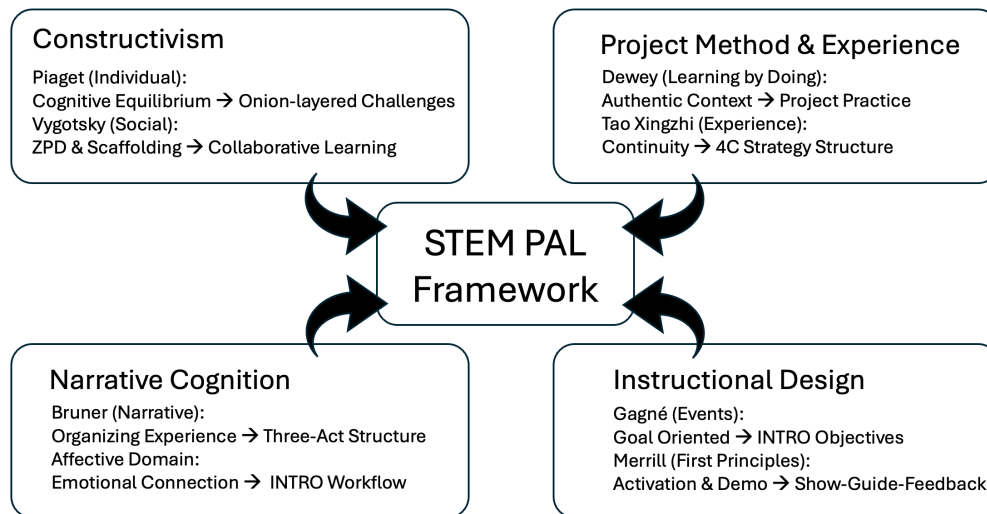 Constructivism
Piaget (Individual):
Cognitive Equilibrium → Onion-layered Challenges
Vygotsky (Social):
ZPD & Scaffolding → Collaborative Learning
Project Method & Experience
Dewey (Learning by Doing):
Authentic Context → Project Practice
Tao Xingzhi (Experience):
Continuity → 4C Strategy Structure
STEM PAL
Framework
Narrative Cognition
Bruner (Narrative):
Organizing Experience → Three-Act Structure
Affective Domain:
Emotional Connection → INTRO Workflow
Instructional Design
Gagné (Events):
Goal Oriented → INTRO Objectives
Merrill (First Principles):
Activation & Demo → Show-Guide-Feedback